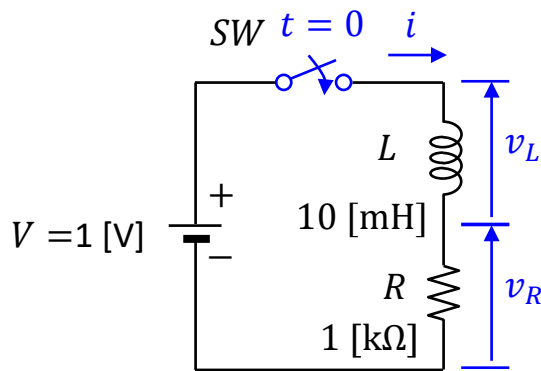 SW t = 0 i
L
v_L
10 [mH]
+
V = 1 [V]
−
R
v_R
1 [kΩ]